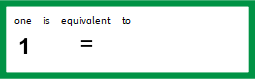 one is equivalent to
1 =